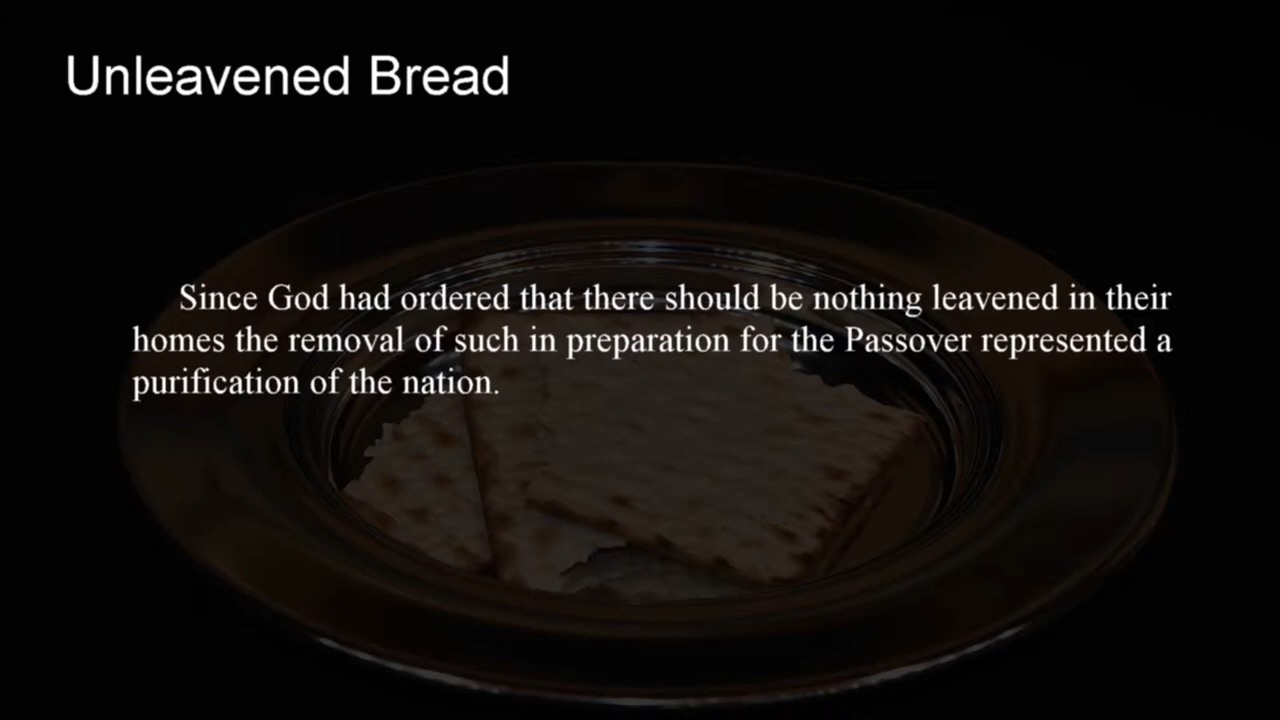 Unleavened Bread
Since God had ordered that there should be nothing leavened in their
homes the removal of such in preparation for the Passover represented a
purification of the nation.